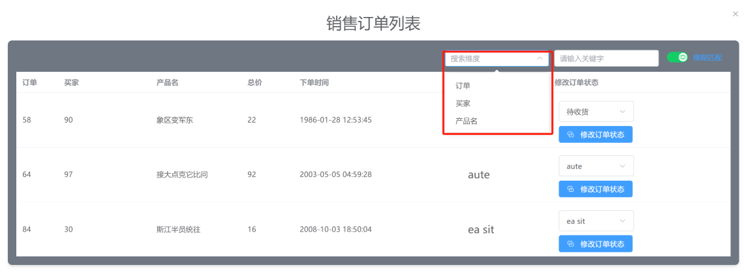 销售订单列表
搜索维度 请输入关键字 模糊匹配
订单 买家 产品名 总价 下单时间 修改订单状态
订单
买家
产品名
58 90 象区变军东 22 1986-01-28 12:53:45 待收货
修改订单状态
64 97 接大点克它比问 92 2003-05-05 04:59:28 aute aute
修改订单状态
84 30 斯江半员统往 16 2008-10-03 18:50:04 ea sit ea sit
修改订单状态